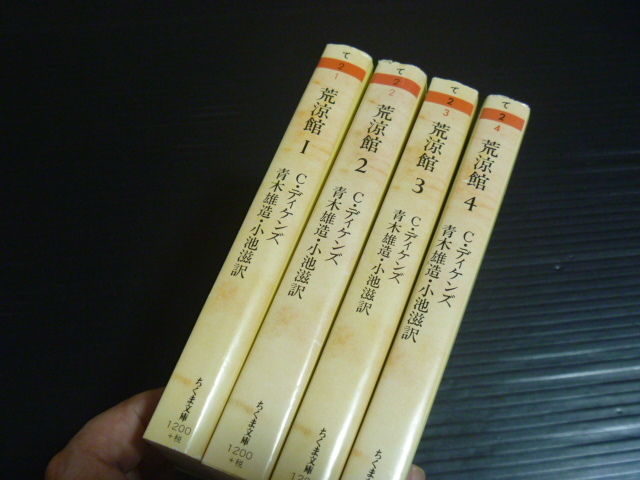 て
2
1
荒涼館 1
C・ディケンズ
青木雄造・小池滋訳
ちくま文庫
1200
+税
て
2
2
荒涼館 2
C・ディケンズ
青木雄造・小池滋訳
ちくま文庫
1200
+税
て
2
3
荒涼館 3
C・ディケンズ
青木雄造・小池滋訳
ちくま文庫
て
2
4
荒涼館 4
C・ディケンズ
青木雄造・小池滋訳